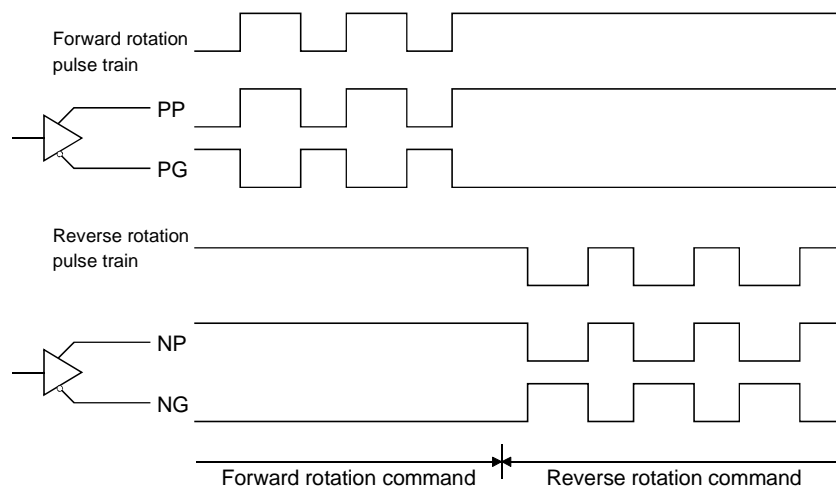 Forward rotation
pulse train
PP
PG
Reverse rotation
pulse train
NP
NG
Forward rotation command
Reverse rotation command